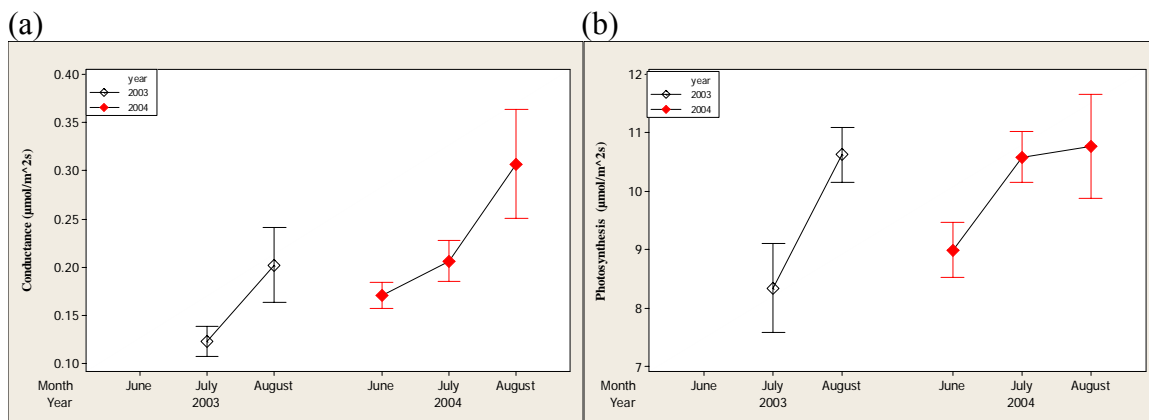 (a)
0.40
0.35
0.30
0.25
0.20
0.15
0.10
Conductance (µmol/m^2s)
year
2003
2004
Month
June
July
August
June
July
August
Year
2003
2004
(b)
12
11
10
9
8
7
Photosynthesis (µmol/m^2s)
year
2003
2004
Month
June
July
August
June
July
August
Year
2003
2004